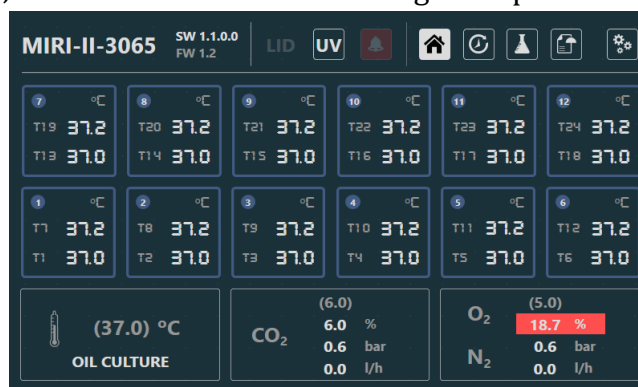 MIRI-II-3065 SW 1.1.0.0 LID UV
FW 1.2
7 °C 8 °C 9 °C 10 °C 11 °C 12 °C
T19 37.2 T20 37.2 T21 37.2 T22 37.2 T23 37.2 T24 37.2
T13 37.0 T14 37.0 T15 37.0 T16 37.0 T17 37.0 T18 37.0
1 °C 2 °C 3 °C 4 °C 5 °C 6 °C
T7 37.2 T8 37.2 T9 37.2 T10 37.2 T11 37.2 T12 37.2
T1 37.0 T2 37.0 T3 37.0 T4 37.0 T5 37.0 T6 37.0
(37.0) °C
OIL CULTURE
CO₂
(6.0)
6.0 %
0.6 bar
0.0 l/h
O₂
(5.0)
18.7 %
N₂
0.6 bar
0.0 l/h